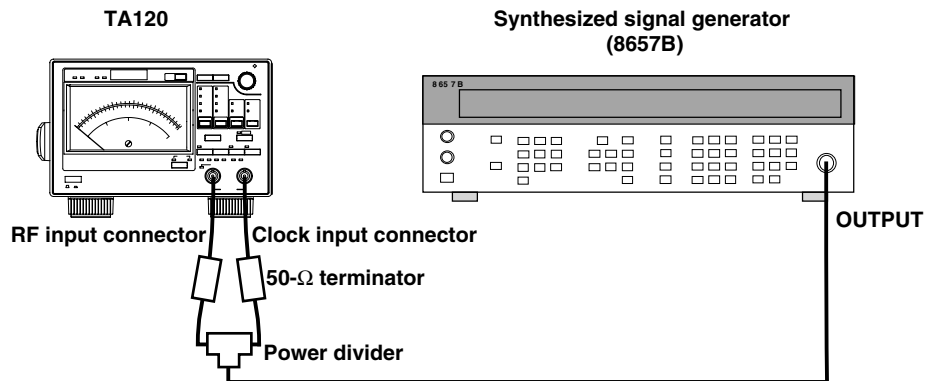 TA120
Synthesized signal generator
(8657B)
8657B
RF input connector
Clock input connector
OUTPUT
50-Ω terminator
Power divider